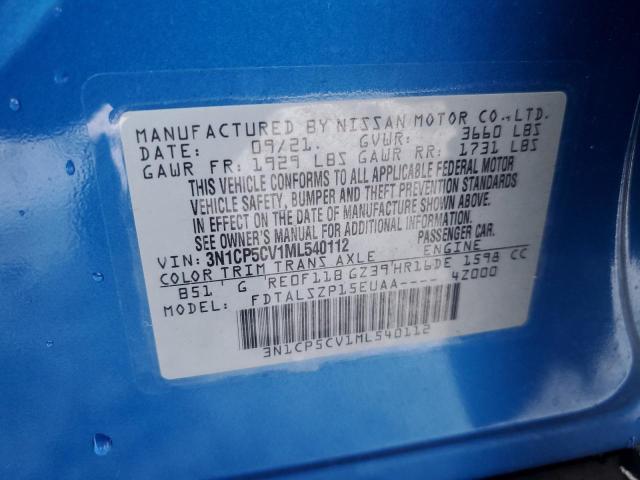 MANUFACTURED BY NISSAN MOTOR CO.,LTD.
DATE: 09/21. GVWR: 3660 LBS
GAWR FR: 1929 LBS GAWR RR: 1731 LBS
THIS VEHICLE CONFORMS TO ALL APPLICABLE FEDERAL MOTOR
VEHICLE SAFETY, BUMPER AND THEFT PREVENTION STANDARDS
IN EFFECT ON THE DATE OF MANUFACTURE SHOWN ABOVE.
SEE OWNER'S MANUAL FOR ADDITIONAL INFORMATION.
VIN: 3N1CP5CV1ML540112 PASSENGER CAR.
COLOR TRIM TRANS AXLE ENGINE
B51 G RE0F11B GZ39 HR16DE 1598 CC
MODEL: FDTALSZP15EUAA---- 4Z000
3N1CP5CV1ML540112